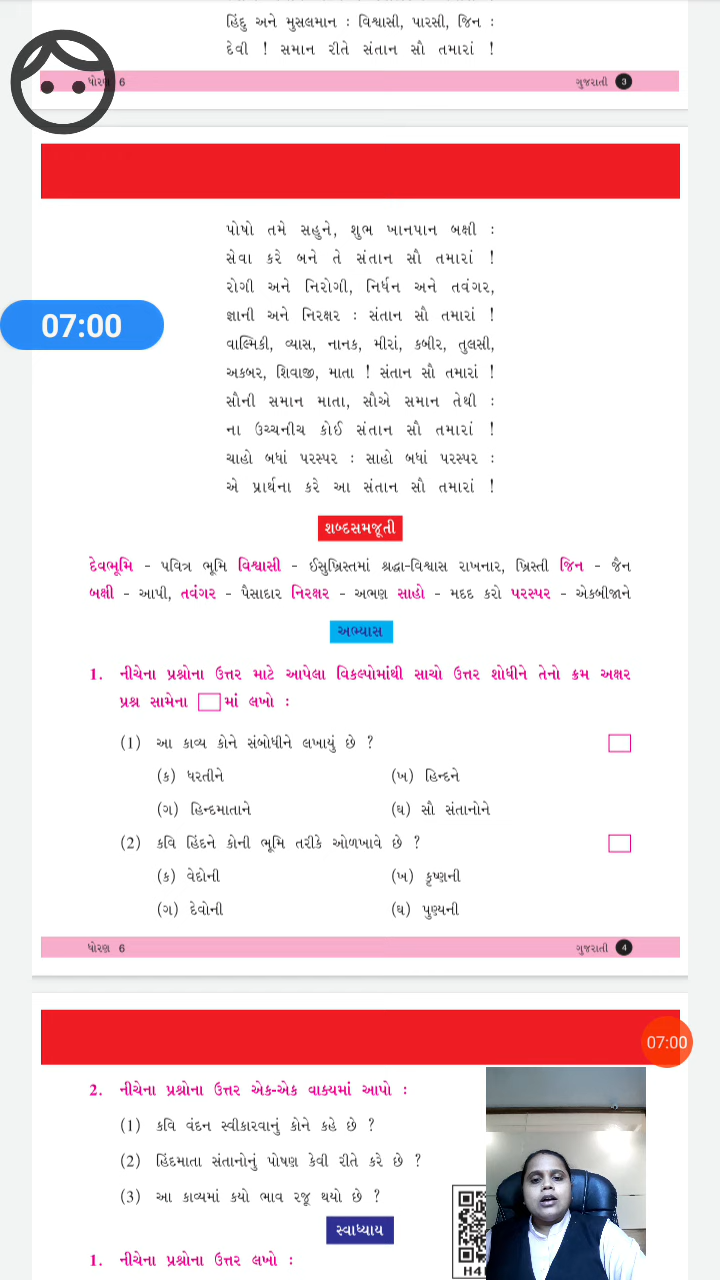 હિંદુ અને મુસલમાન : વિશ્વાસી, પારસી, જિન :
દેવી ! સમાન રીતે સંતાન સૌ તમારાં !
ધોરણ 6 ગુજરાતી 3
પોષો તમે સહુને, શુભ ખાનપાન બક્ષી :
સેવા કરે બને તે સંતાન સૌ તમારાં !
રોગી અને નિરોગી, નિર્ધન અને તવંગર,
07:00
જ્ઞાની અને નિરક્ષર : સંતાન સૌ તમારાં !
વાલ્મિકી, વ્યાસ, નાનક, મીરાં, કબીર, તુલસી,
અકબર, શિવાજી, માતા ! સંતાન સૌ તમારાં !
સૌની સમાન માતા, સૌએ સમાન તેથી :
ના ઉચ્ચનીચ કોઈ સંતાન સૌ તમારાં !
ચાહો બધાં પરસ્પર : સાહો બધાં પરસ્પર :
એ પ્રાર્થના કરે આ સંતાન સૌ તમારાં !
શબ્દસમજૂતી
દેવભૂમિ - પવિત્ર ભૂમિ વિશ્વાસી - ઈસુખ્રિસ્તમાં શ્રદ્ધા-વિશ્વાસ રાખનાર, ખ્રિસ્તી જિન - જૈન
બક્ષી - આપી, તવંગર - પૈસાદાર નિરક્ષર - અભણ સાહો - મદદ કરો પરસ્પર - એકબીજાને
અભ્યાસ
1. નીચેના પ્રશ્નોના ઉત્તર માટે આપેલા વિકલ્પોમાંથી સાચો ઉત્તર શોધીને તેનો ક્રમ અક્ષર
પ્રશ્ન સામેના માં લખો :
(1) આ કાવ્ય કોને સંબોધીને લખાયું છે ?
(ક) ધરતીને (ખ) હિન્દને
(ગ) હિન્દમાતાને (ઘ) સૌ સંતાનોને
(2) કવિ હિંદને કોની ભૂમિ તરીકે ઓળખાવે છે ?
(ક) વેદોની (ખ) કૃષ્ણની
(ગ) દેવોની (ઘ) પુણ્યની
ધોરણ 6 ગુજરાતી 4
07:00
2. નીચેના પ્રશ્નોના ઉત્તર એક-એક વાક્યમાં આપો :
(1) કવિ વંદન સ્વીકારવાનું કોને કહે છે ?
(2) હિંદમાતા સંતાનોનું પોષણ કેવી રીતે કરે છે ?
(3) આ કાવ્યમાં કયો ભાવ રજૂ થયો છે ?
સ્વાધ્યાય
1. નીચેના પ્રશ્નોના ઉત્તર લખો :